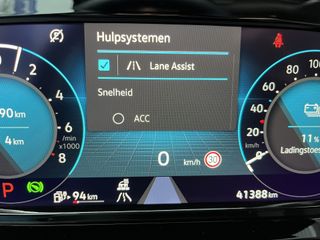 Hulpsystemen
Lane Assist
Snelheid
ACC
2
4
6
8
/min
x1000
90 km
4 km
100
80
60
40
20
0
11%
Ladingstoes
0
30
P
94 km
41388 km